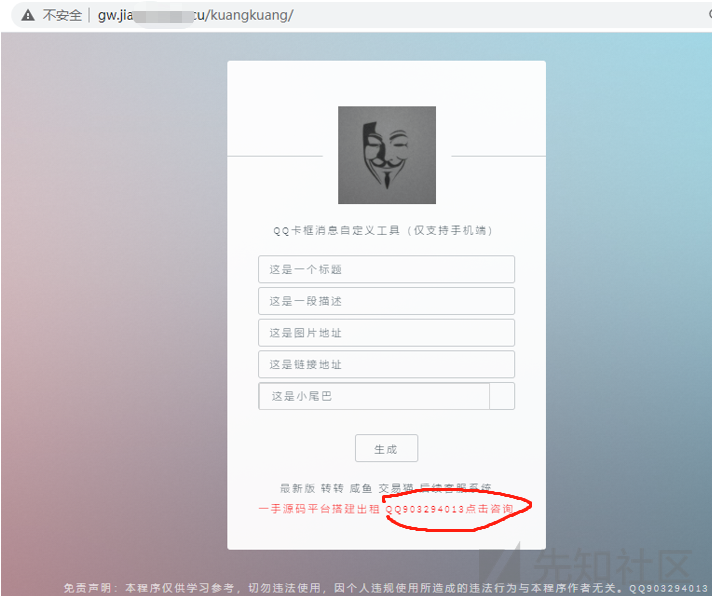 不安全 gw.jia cu/kuangkuang/
QQ卡框消息自定义工具（仅支持手机端）
这是一个标题
这是一段描述
这是图片地址
这是链接地址
这是小尾巴
生成
最新版 转转 咸鱼 交易猫 后续客服系统
一手源码平台搭建出租 QQ903294013点击咨询
先知社区
免责声明：本程序仅供学习参考，切勿违法使用，因个人违规使用所造成的违法行为与本程序作者无关。QQ903294013